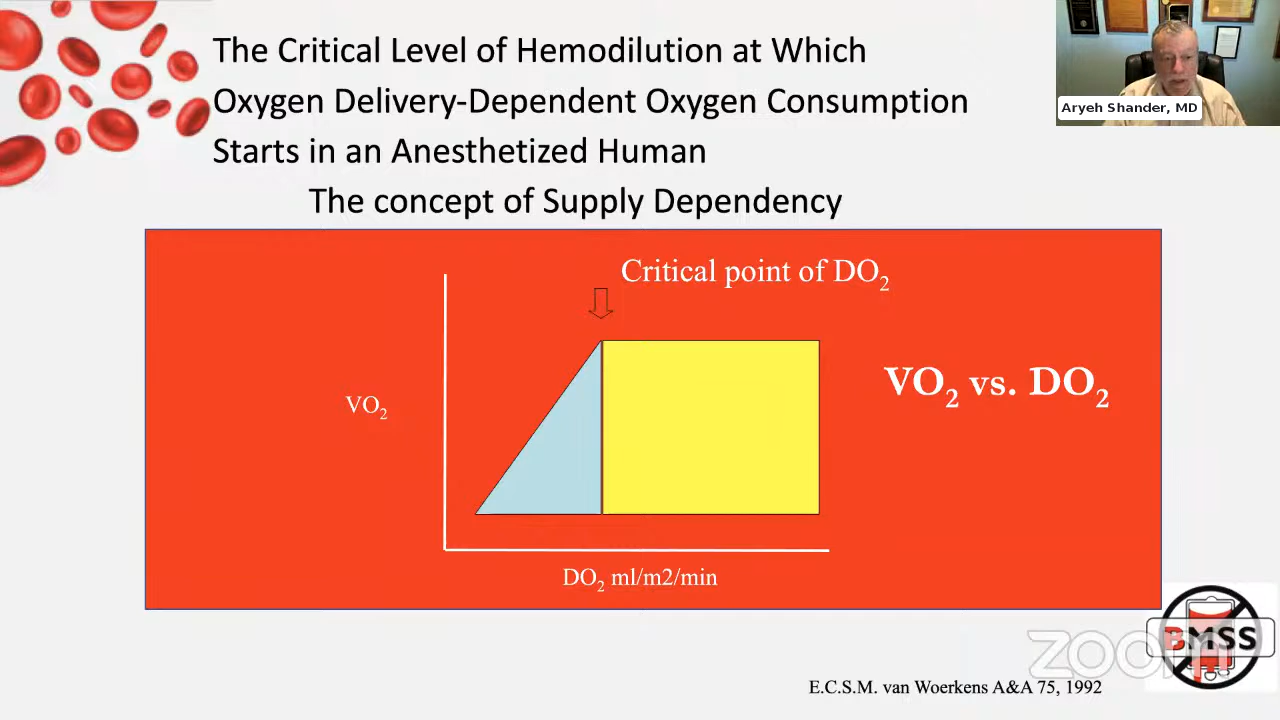 The Critical Level of Hemodilution at Which
Oxygen Delivery-Dependent Oxygen Consumption
Starts in an Anesthetized Human
The concept of Supply Dependency
Aryeh Shander, MD
Critical point of DO₂
VO₂ vs. DO₂
VO₂
DO₂ ml/m2/min
BMSS
zoom
E.C.S.M. van Woerkens A&A 75, 1992